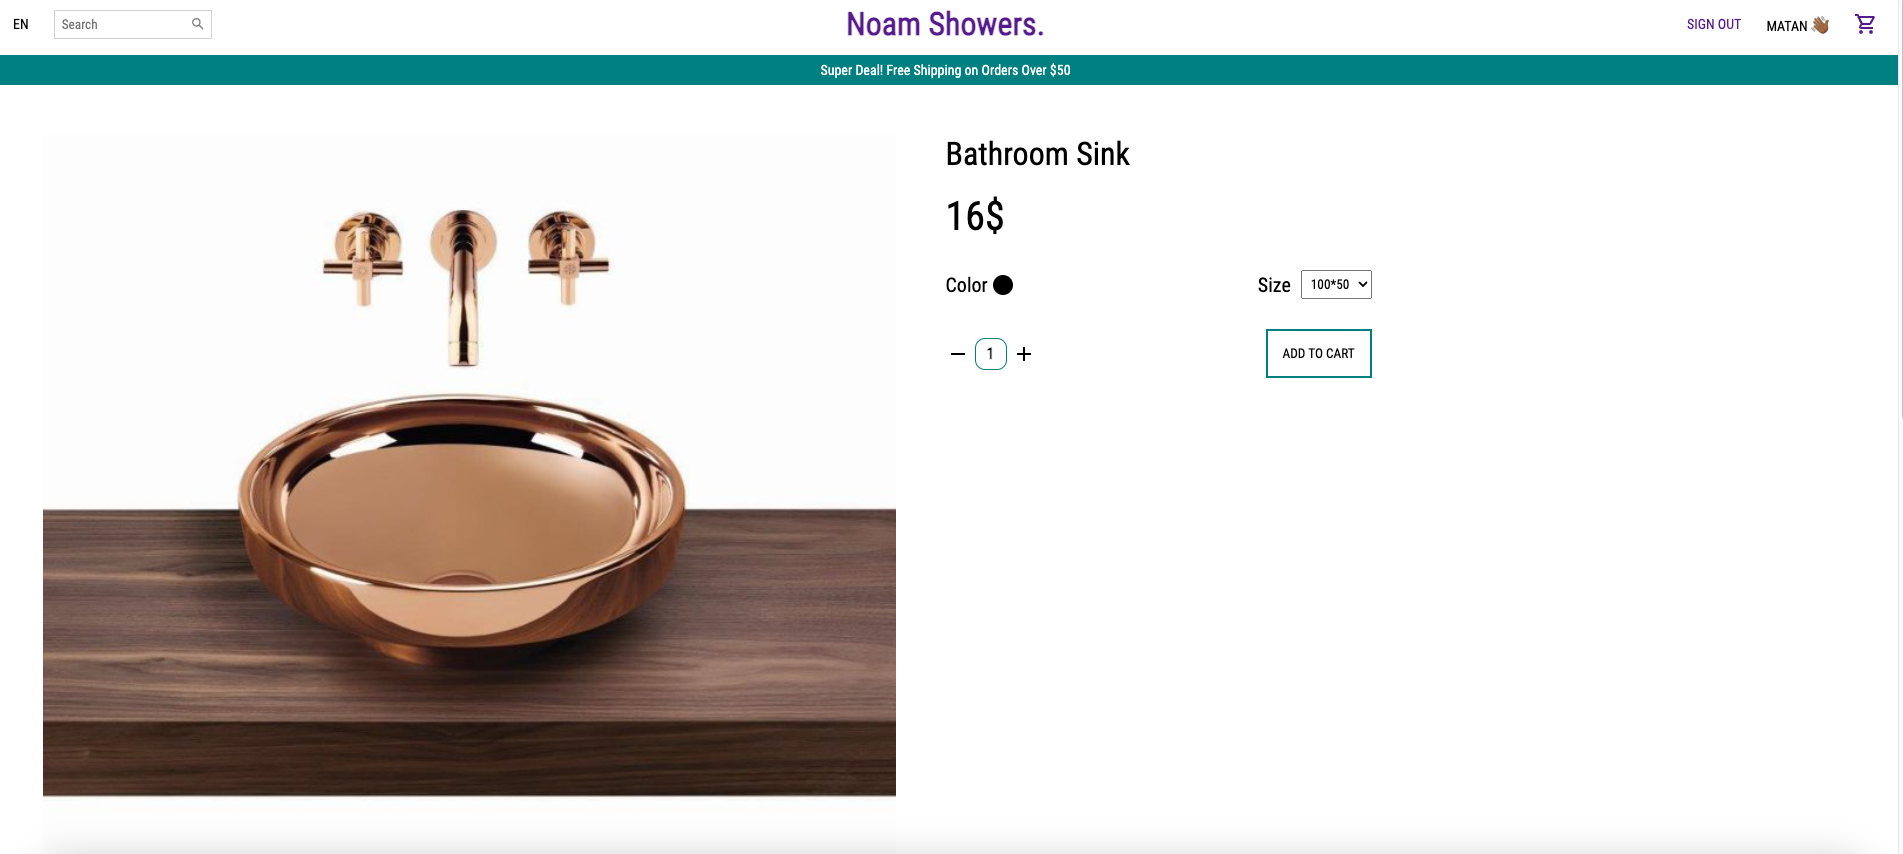 EN
Search
Noam Showers.
SIGN OUT
MATAN 👋🏾
Super Deal! Free Shipping on Orders Over $50
Bathroom Sink
16$
Color
Size
100*50
1
ADD TO CART